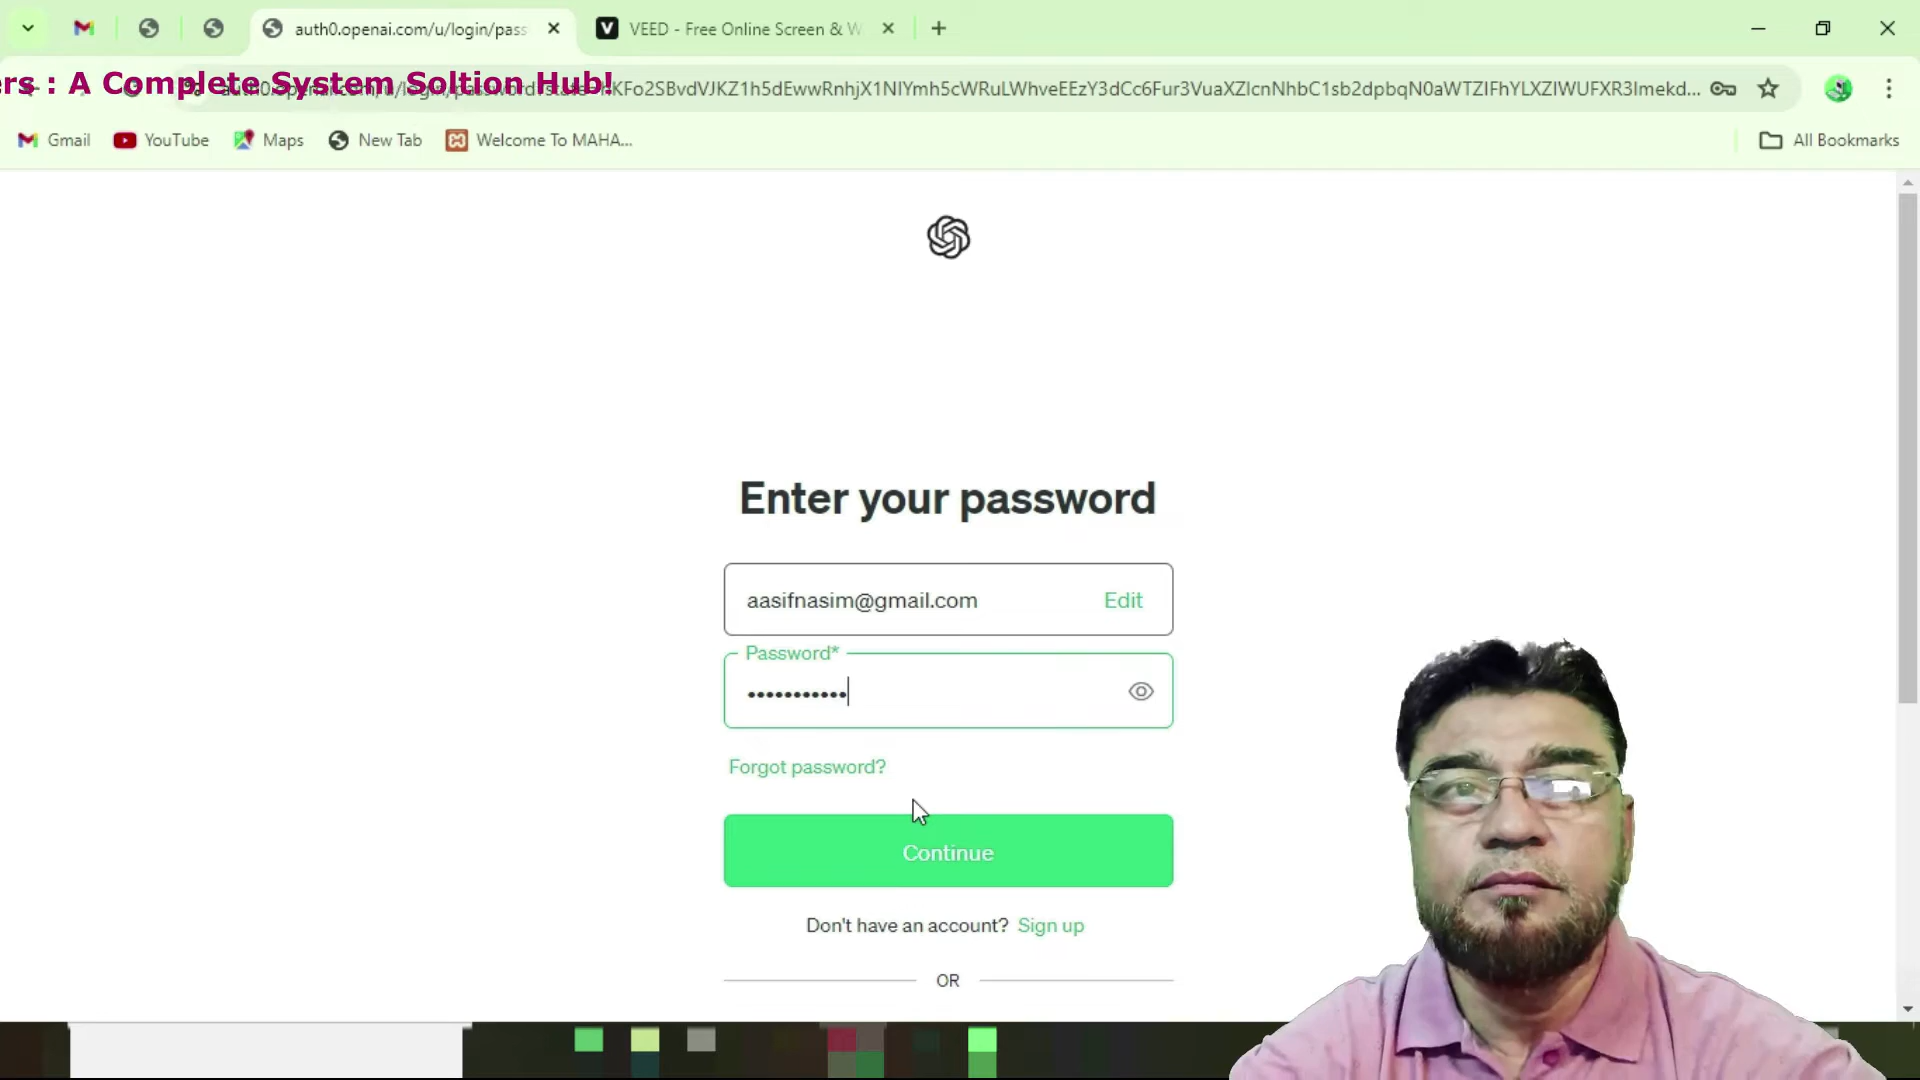 auth0.openai.com/u/login/pass
VEED - Free Online Screen & W
ers : A Complete System Soltion Hub!
Gmail
YouTube
Maps
New Tab
Welcome To MAHA...
All Bookmarks
Enter your password
aasifnasim@gmail.com
Edit
Password*
Forgot password?
Continue
Don't have an account? Sign up
OR